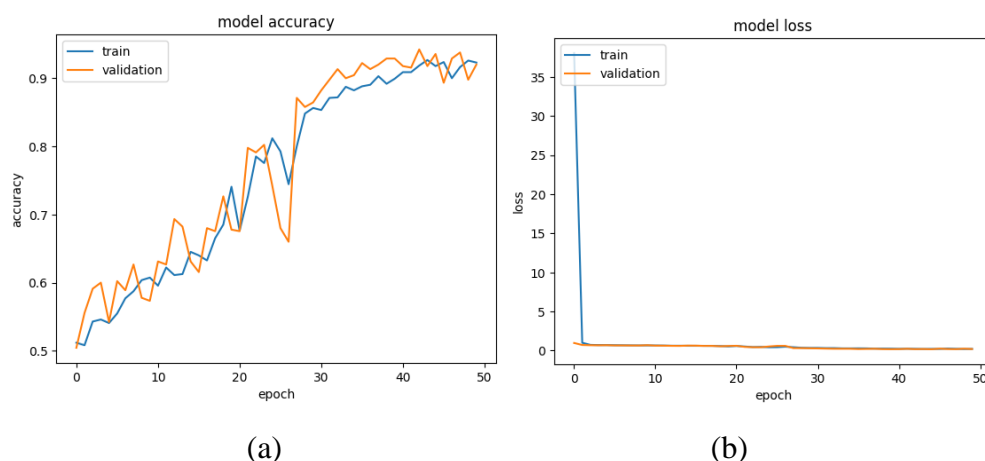 model accuracy
train
validation
0.9
0.8
0.7
0.6
0.5
accuracy
0 10 20 30 40 50
epoch
(a)
model loss
train
validation
35
30
25
20
15
10
5
0
loss
0 10 20 30 40 50
epoch
(b)